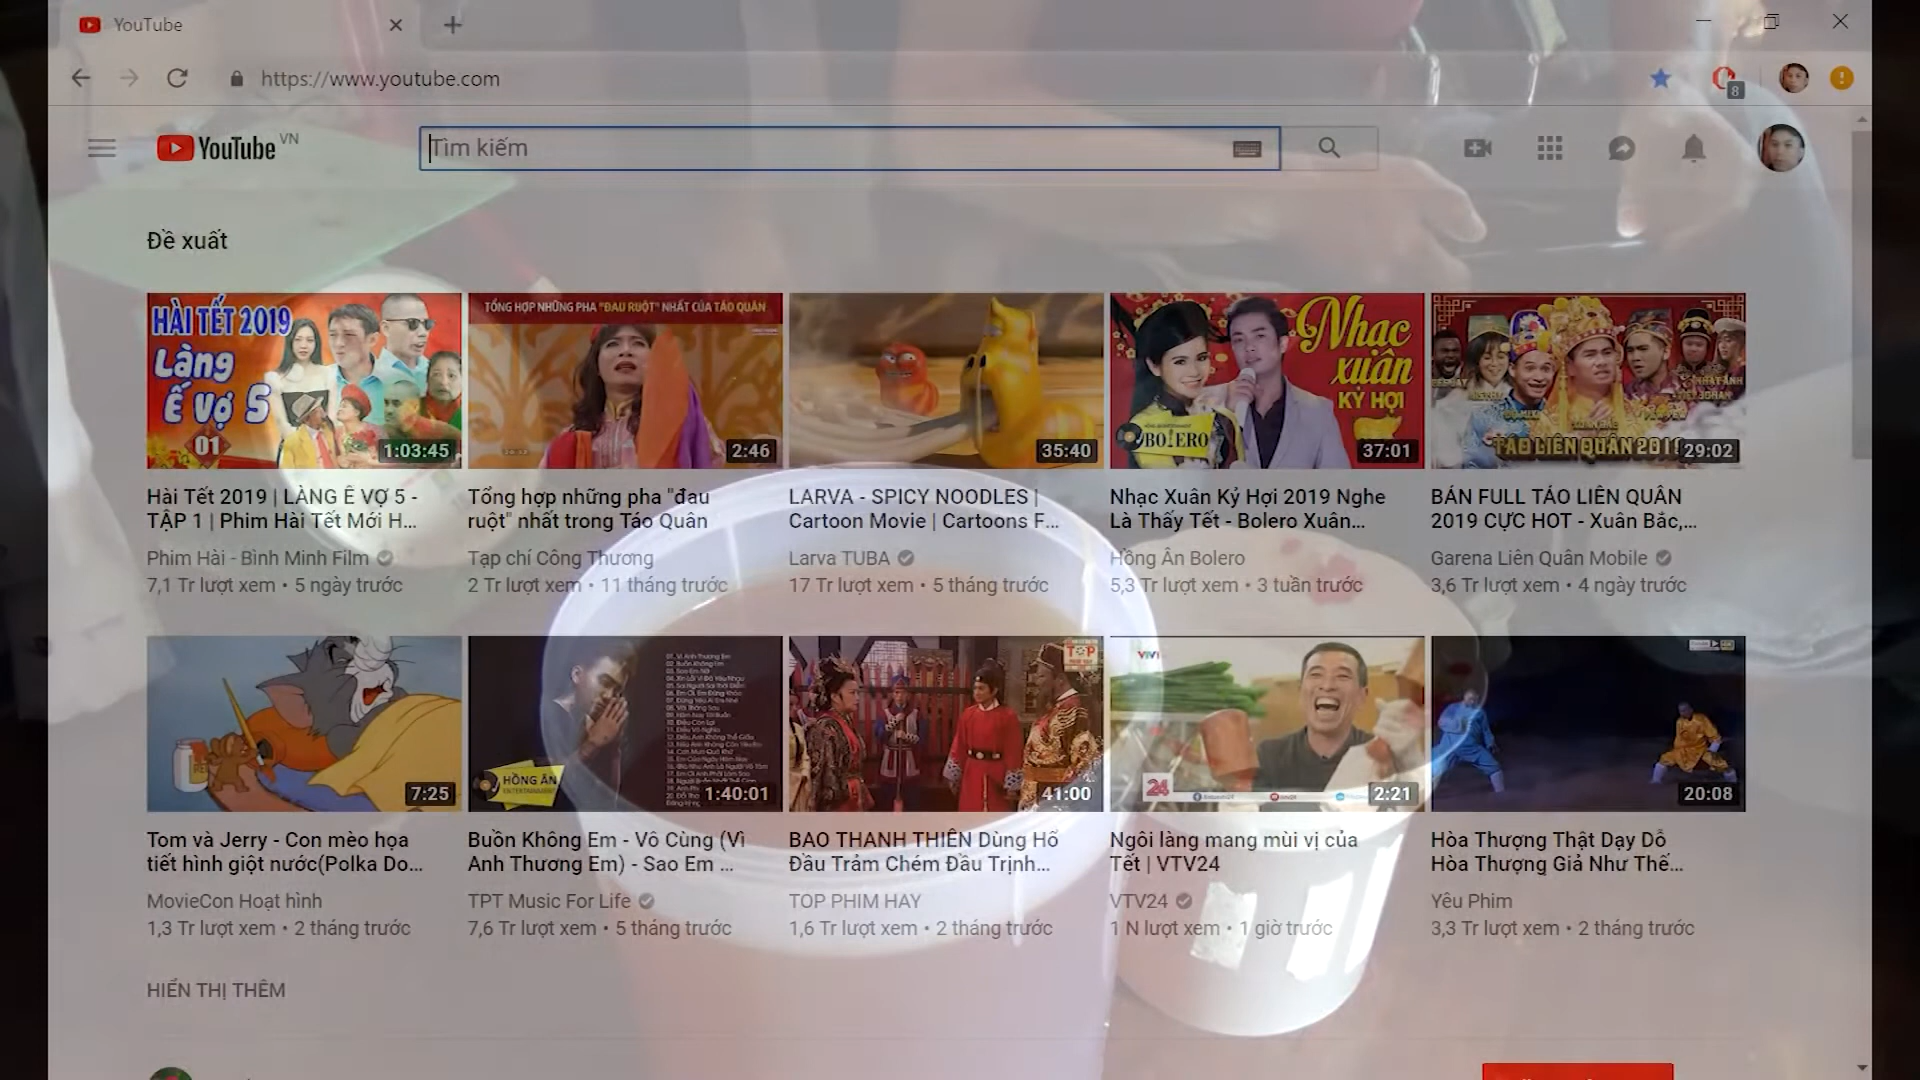 YouTube
https://www.youtube.com
8
YouTube VN
Tìm kiếm
Đề xuất
HÀI TẾT 2019
Làng
Ế Vợ 5
01
1:03:45
TỔNG HỢP NHỮNG PHA "ĐAU RUỘT" NHẤT CỦA TÁO QUÂN
2:46
35:40
Nhạc
xuân
KỶ HỢI
BOLERO
37:01
TÁO LIÊN QUÂN 2019
29:02
Hài Tết 2019 | LÀNG Ế VỢ 5 -
TẬP 1 | Phim Hài Tết Mới H...
Phim Hài - Bình Minh Film
7,1 Tr lượt xem • 5 ngày trước
Tổng hợp những pha "đau
ruột" nhất trong Táo Quân
Tạp chí Công Thương
2 Tr lượt xem • 11 tháng trước
LARVA - SPICY NOODLES |
Cartoon Movie | Cartoons F...
Larva TUBA
17 Tr lượt xem • 5 tháng trước
Nhạc Xuân Kỷ Hợi 2019 Nghe
Là Thấy Tết - Bolero Xuân...
Hồng Ân Bolero
5,3 Tr lượt xem • 3 tuần trước
BẢN FULL TÁO LIÊN QUÂN
2019 CỰC HOT - Xuân Bắc,...
Garena Liên Quân Mobile
3,6 Tr lượt xem • 4 ngày trước
7:25
HỒNG ÂN
ENTERTAINMENT
1:40:01
TOP
41:00
VTV1
24
2:21
20:08
Tom và Jerry - Con mèo họa
tiết hình giọt nước(Polka Do...
MovieCon Hoạt hình
1,3 Tr lượt xem • 2 tháng trước
Buồn Không Em - Vô Cùng (Vì
Anh Thương Em) - Sao Em ...
TPT Music For Life
7,6 Tr lượt xem • 5 tháng trước
BAO THANH THIÊN Dùng Hổ
Đầu Trảm Chém Đầu Trịnh...
TOP PHIM HAY
1,6 Tr lượt xem • 2 tháng trước
Ngôi làng mang mùi vị của
Tết | VTV24
VTV24
1 N lượt xem • 1 giờ trước
Hòa Thượng Thật Dạy Dỗ
Hòa Thượng Giả Như Thế...
Yêu Phim
3,3 Tr lượt xem • 2 tháng trước
HIỂN THỊ THÊM